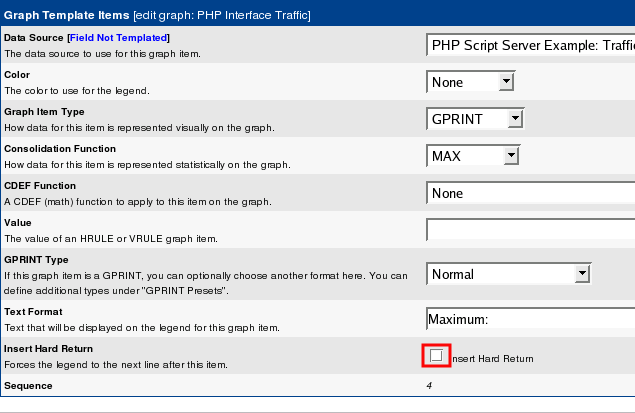 Graph Template Items [edit graph: PHP Interface Traffic]
Data Source [Field Not Templated]
The data source to use for this graph item.
PHP Script Server Example: Traffic
Color
The color to use for the legend.
None
Graph Item Type
How data for this item is represented visually on the graph.
GPRINT
Consolidation Function
How data for this item is represented statistically on the graph.
MAX
CDEF Function
A CDEF (math) function to apply to this item on the graph.
None
Value
The value of an HRULE or VRULE graph item.
GPRINT Type
If this graph item is a GPRINT, you can optionally choose another format here. You can
define additional types under "GPRINT Presets".
Normal
Text Format
Text that will be displayed on the legend for this graph item.
Maximum:
Insert Hard Return
Forces the legend to the next line after this item.
Insert Hard Return
Sequence
4